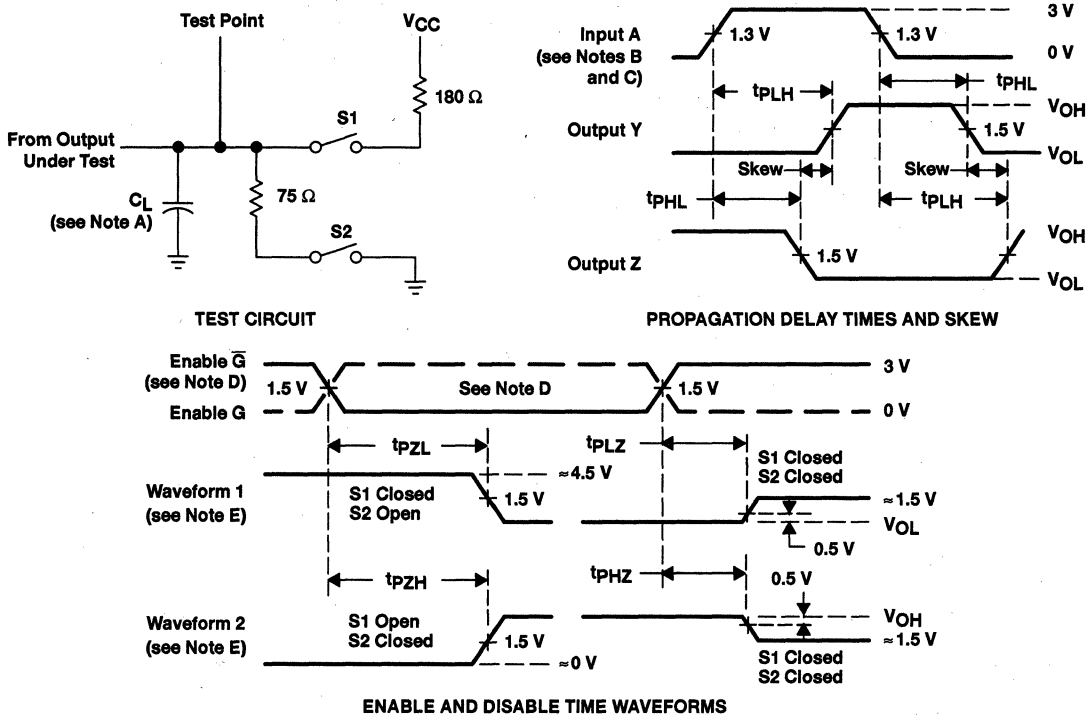 Test Point
VCC
180 Ω
S1
From Output
Under Test
CL
(see Note A)
75 Ω
S2
TEST CIRCUIT
Input A
(see Notes B
and C)
1.3 V
1.3 V
3 V
0 V
tPLH
tPHL
Output Y
1.5 V
VOH
VOL
Skew
Skew
tPHL
tPLH
Output Z
1.5 V
VOH
VOL
PROPAGATION DELAY TIMES AND SKEW
Enable G̅
(see Note D)
1.5 V
See Note D
1.5 V
3 V
Enable G
0 V
tPZL
tPLZ
S1 Closed
S2 Closed
Waveform 1
(see Note E)
S1 Closed
S2 Open
≈4.5 V
1.5 V
≈1.5 V
VOL
0.5 V
tPZH
tPHZ
0.5 V
Waveform 2
(see Note E)
S1 Open
S2 Closed
1.5 V
≈0 V
VOH
≈1.5 V
S1 Closed
S2 Closed
ENABLE AND DISABLE TIME WAVEFORMS